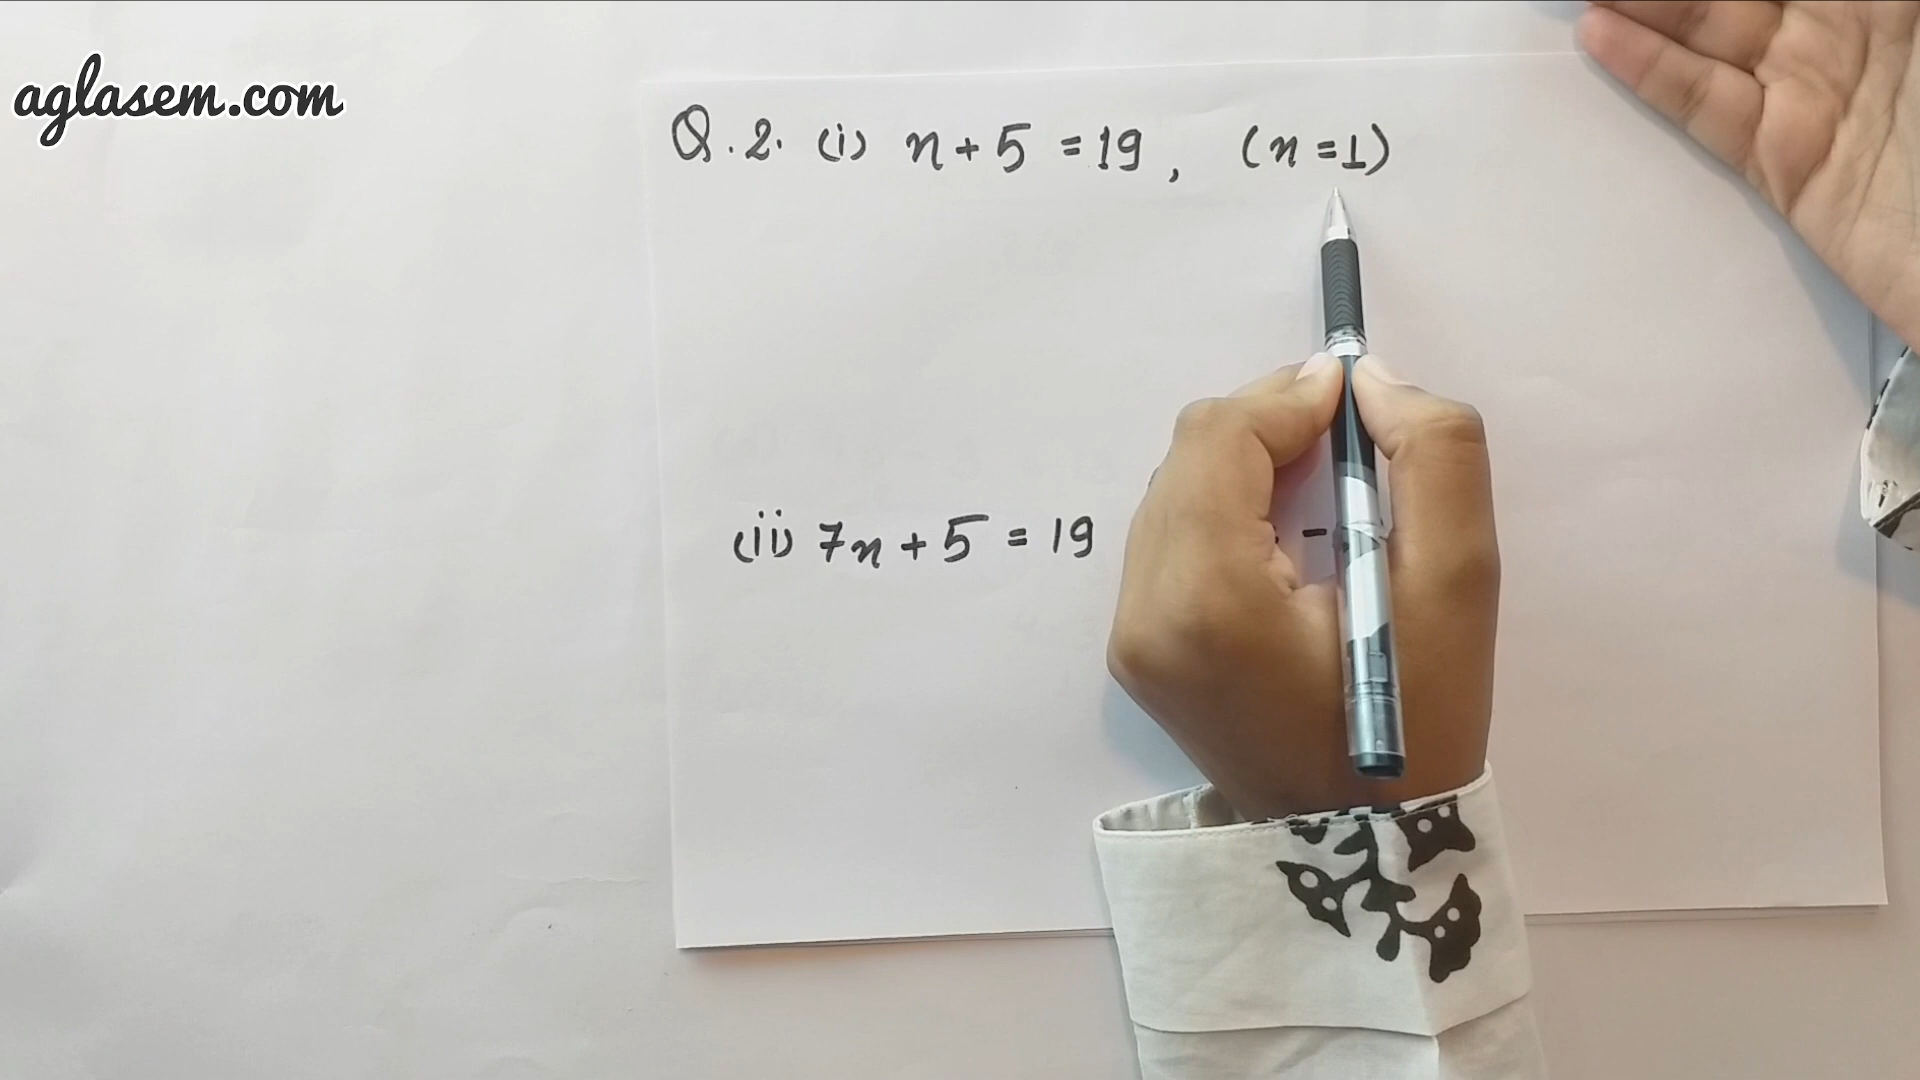 aglasem.com
Q.2. (i) n + 5 = 19, (n = 1)
(ii) 7n + 5 = 19